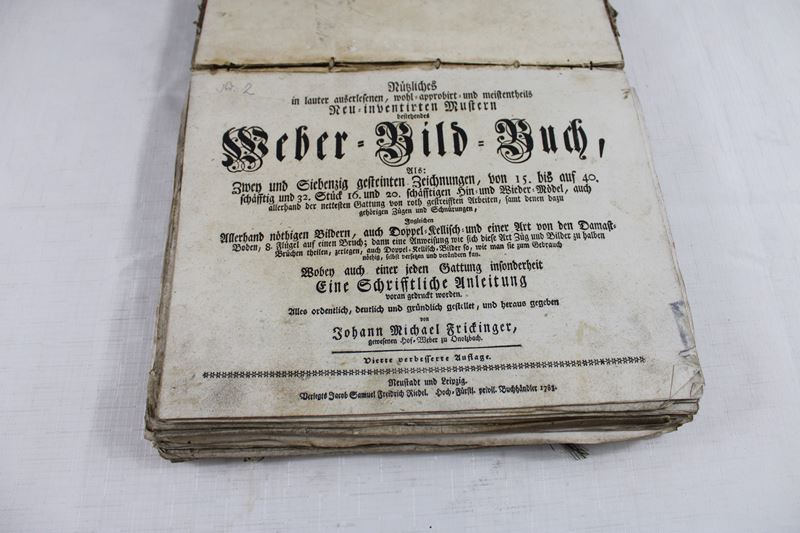 No. 2
Nützliches
in lauter auserlesenen, wohl-approbirt- und meistentheils
Neu-inventirten Mustern
bestehendes
Weber-Bild-Buch,
Als:
Zwey und Siebenzig gesteinten Zeichnungen, von 15. bis auf 40.
schäfftig und 32. Stück 16. und 20. schäfftigen Hin- und Wieder-Mödel, auch
allerhand der nettesten Gattung von roth gestreifften Arbeiten, samt denen dazu
gehörigen Zügen und Schnürungen,
Ingleichen
Allerhand nöthigen Bildern, auch Doppel-Kellisch- und einer Art von den Damast-
Boden, 8. Flügel auf einen Bruch; dann eine Anweisung wie sich diese Art Züg und Bilder zu halben
Brüchen theilen, zerlegen, auch Doppel-Kellisch-Bilder so, wie man sie zum Gebrauch
nöthig, selbst versetzen und verändern kan.
Wobey auch einer jeden Gattung insonderheit
Eine Schrifftliche Anleitung
voran gedruckt worden.
Alles ordentlich, deutlich und gründlich gestellet, und heraus gegeben
von
Johann Michael Frickinger,
gewesenen Hof-Weber zu Onolzbach.
Vierte verbesserte Auflage.
Neustadt und Leipzig,
Verlegts Jacob Samuel Freidrich Riedel. Hoch-Fürstl. privil. Buchhändler 1783.